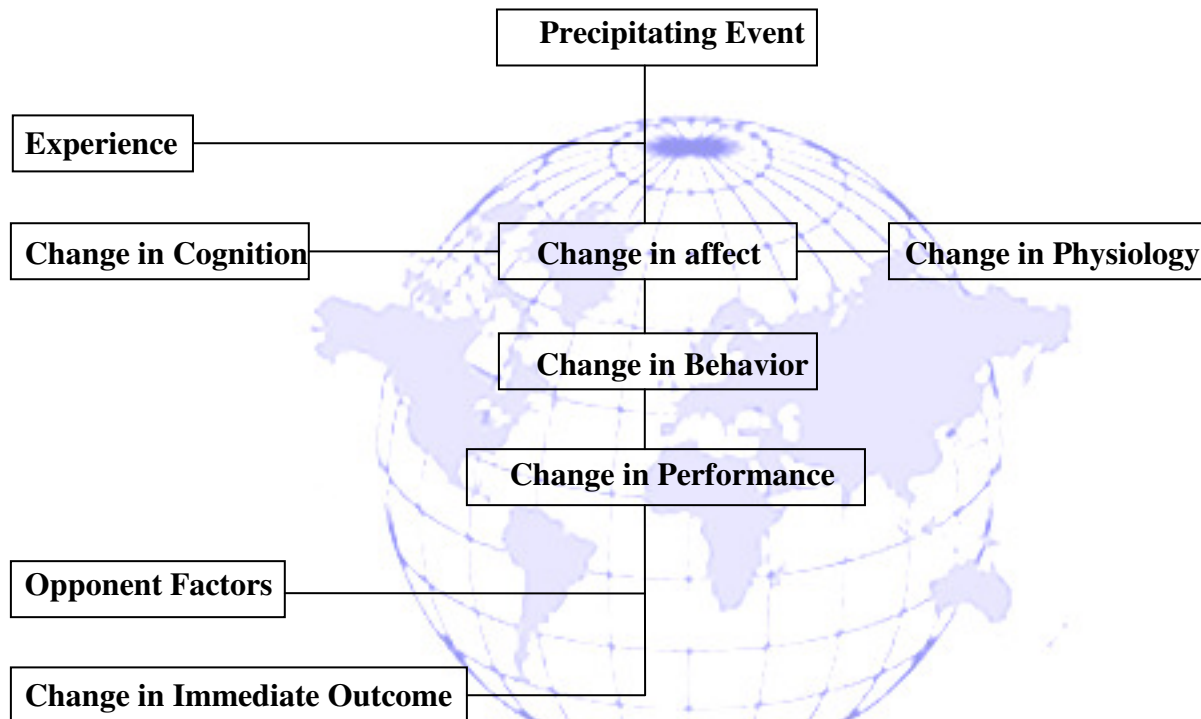 Precipitating Event
Experience
Change in Cognition
Change in affect
Change in Physiology
Change in Behavior
Change in Performance
Opponent Factors
Change in Immediate Outcome